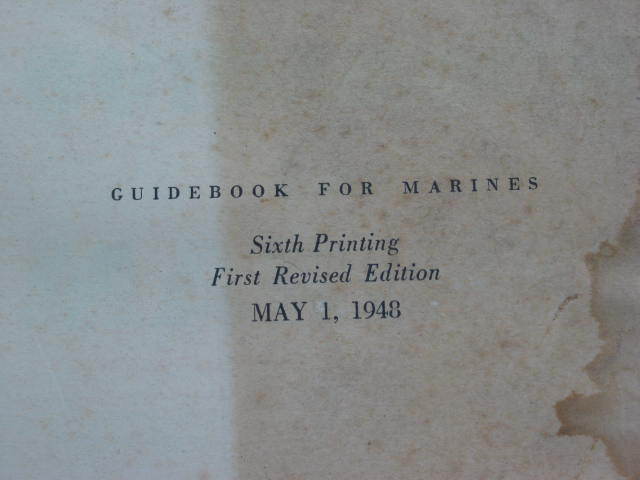 GUIDEBOOK FOR MARINES
Sixth Printing
First Revised Edition
MAY 1, 1948